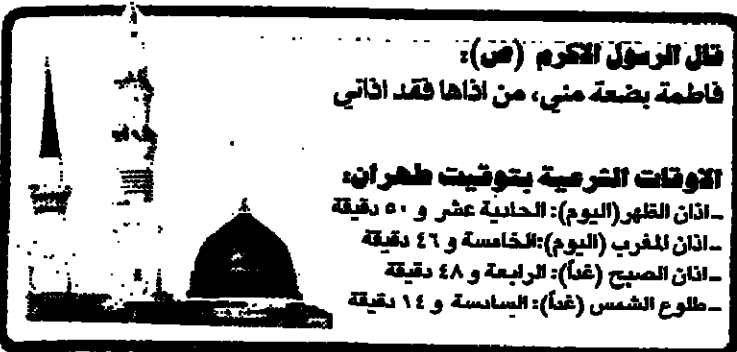 قال الرسول الاكرم (ص):
فاطمة بضعة مني، من اذاها فقد اذاني
الاوقات الشرعية بتوقيت طهران:
ـ اذان الظهر (اليوم): الحادية عشر و ٥٠ دقيقة
ـ اذان المغرب (اليوم): الخامسة و ٤٦ دقيقة
ـ اذان الصبح (غداً): الرابعة و ٤٨ دقيقة
ـ طلوع الشمس (غداً): السادسة و ١٤ دقيقة